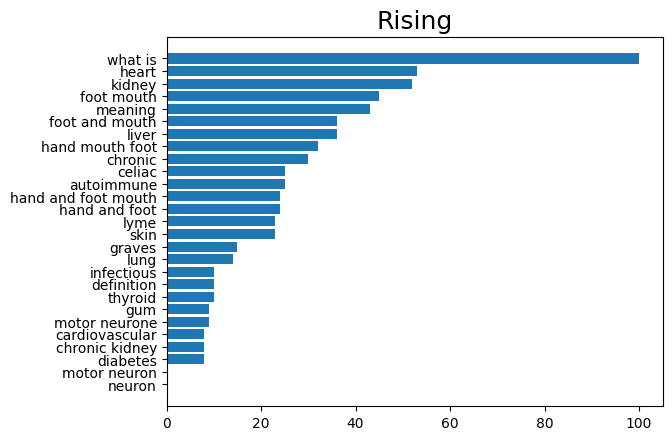 Rising
what is
heart
kidney
foot mouth
meaning
foot and mouth
liver
hand mouth foot
chronic
celiac
autoimmune
hand and foot mouth
hand and foot
lyme
skin
graves
lung
infectious
definition
thyroid
gum
motor neurone
cardiovascular
chronic kidney
diabetes
motor neuron
neuron
0 20 40 60 80 100